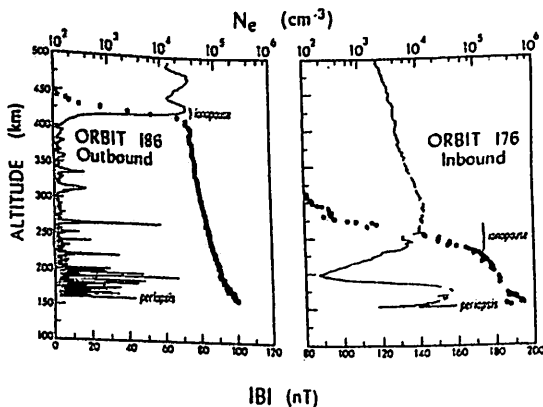 Nₑ (cm⁻³)
10² 10³ 10⁴ 10⁵ 10⁶
10² 10³ 10⁴ 10⁵ 10⁶
ALTITUDE (km)
500
450
400
350
300
250
200
150
100
ionopause
ORBIT 186
Outbound
periapsis
ORBIT 176
Inbound
ionopause
periapsis
0 20 40 60 80 100 120
80 100 120 140 160 180 200
|B| (nT)